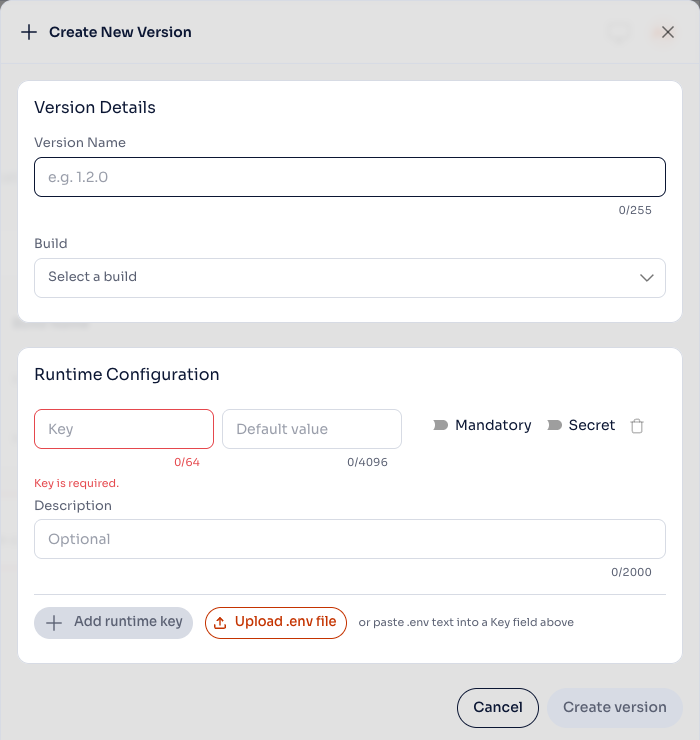 Create New Version
Version Details
Version Name
e.g. 1.2.0
0/255
Build
Select a build
Runtime Configuration
Key
Default value
Mandatory
Secret
0/64
0/4096
Key is required.
Description
Optional
0/2000
Add runtime key
Upload .env file
or paste .env text into a Key field above
Cancel
Create version